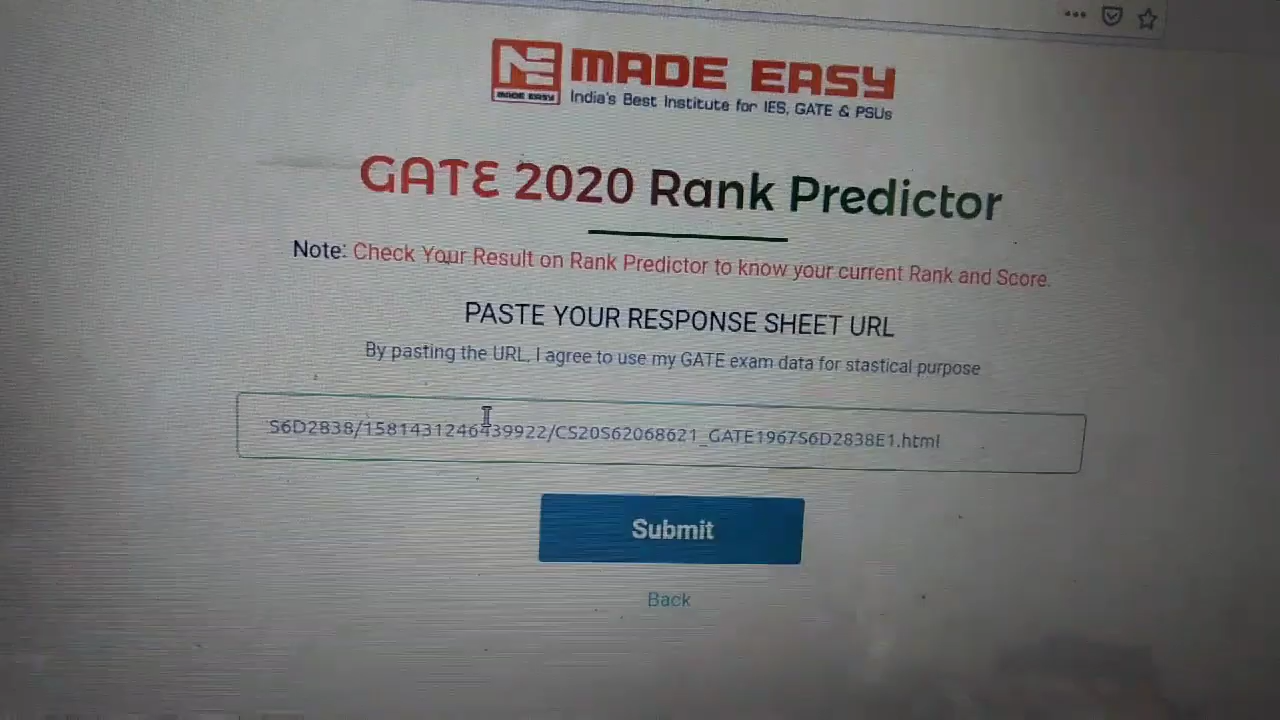 MADE EASY
MADE EASY
India's Best Institute for IES, GATE & PSUs
GATE 2020 Rank Predictor
Note: Check Your Result on Rank Predictor to know your current Rank and Score.
PASTE YOUR RESPONSE SHEET URL
By pasting the URL, I agree to use my GATE exam data for stastical purpose
S6D2838/1581431246439922/CS20S62068621_GATE1967S6D2838E1.html
Submit
Back